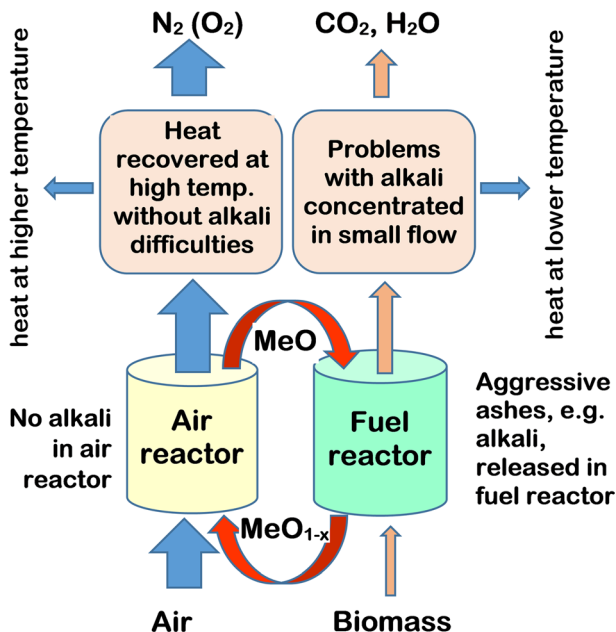 N₂ (O₂)
CO₂, H₂O
heat at higher temperature
Heat
recovered at
high temp.
without alkali
difficulties
Problems
with alkali
concentrated
in small flow
heat at lower temperature
MeO
No alkali
in air
reactor
Air
reactor
Fuel
reactor
Aggressive
ashes, e.g.
alkali,
released in
fuel reactor
MeO₁₋ₓ
Air
Biomass